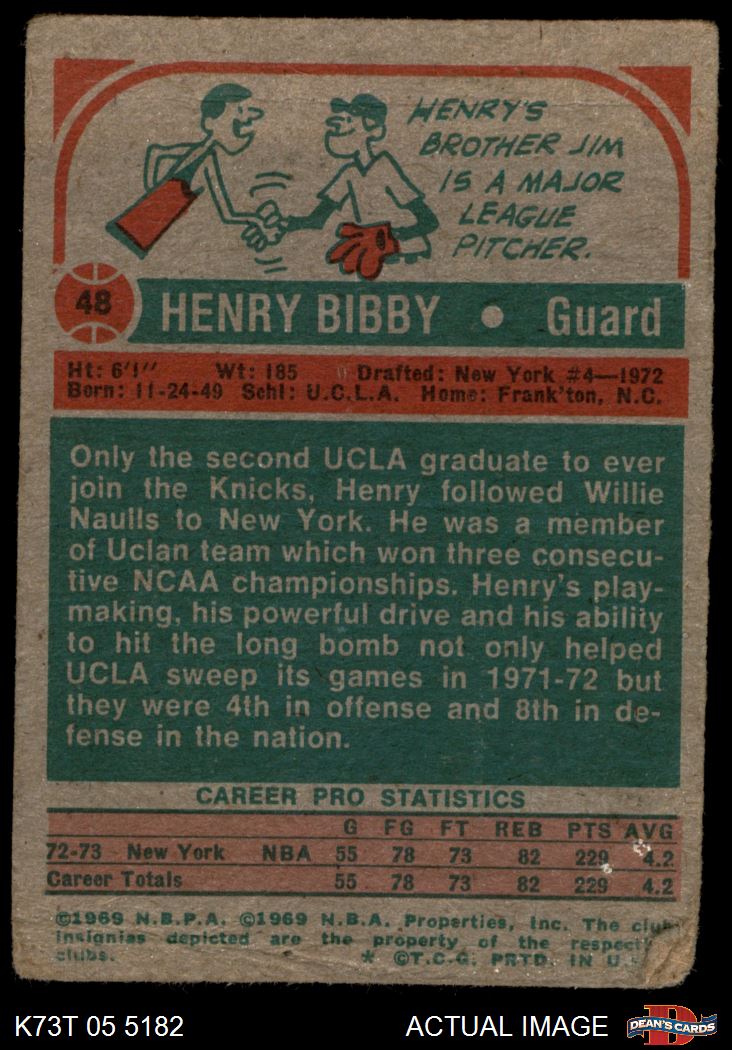 HENRY'S
BROTHER JIM
IS A MAJOR
LEAGUE
PITCHER.
48 HENRY BIBBY • Guard
Ht: 6'1" Wt: 185 Drafted: New York #4—1972
Born: 11-24-49 Schl: U.C.L.A. Home: Frank'ton, N.C.
Only the second UCLA graduate to ever
join the Knicks, Henry followed Willie
Naulls to New York. He was a member
of Uclan team which won three consecu-
tive NCAA championships. Henry's play-
making, his powerful drive and his ability
to hit the long bomb not only helped
UCLA sweep its games in 1971-72 but
they were 4th in offense and 8th in de-
fense in the nation.
CAREER PRO STATISTICS
G FG FT REB PTS AVG
72-73 New York NBA 55 78 73 82 229 4.2
Career Totals 55 78 73 82 229 4.2
©1969 N.B.P.A. ©1969 N.B.A. Properties, Inc. The club
insignias depicted are the property of the
clubs. * ©T.C.G. PRTD. IN
K73T 05 5182 ACTUAL IMAGE DEAN'S CARDS